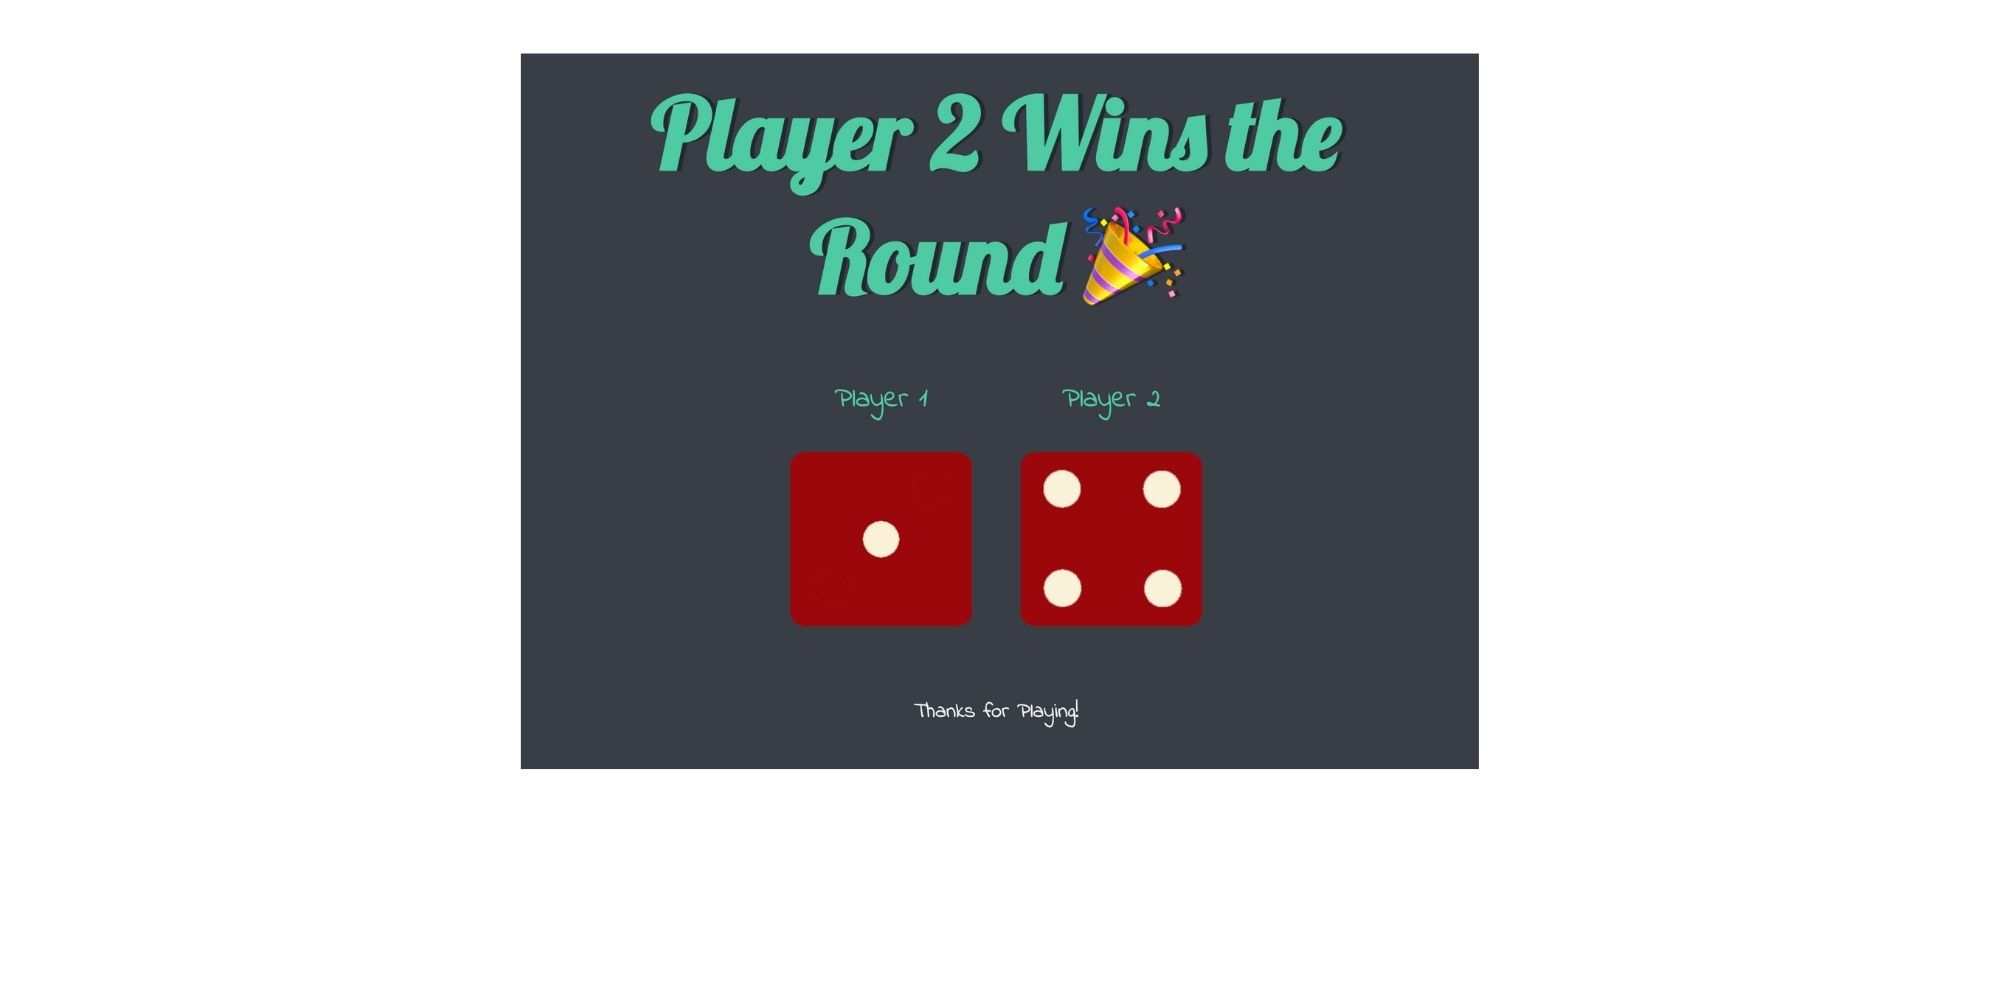 Player 2 Wins the
Round 🎉
Player 1
Player 2
Thanks for Playing!